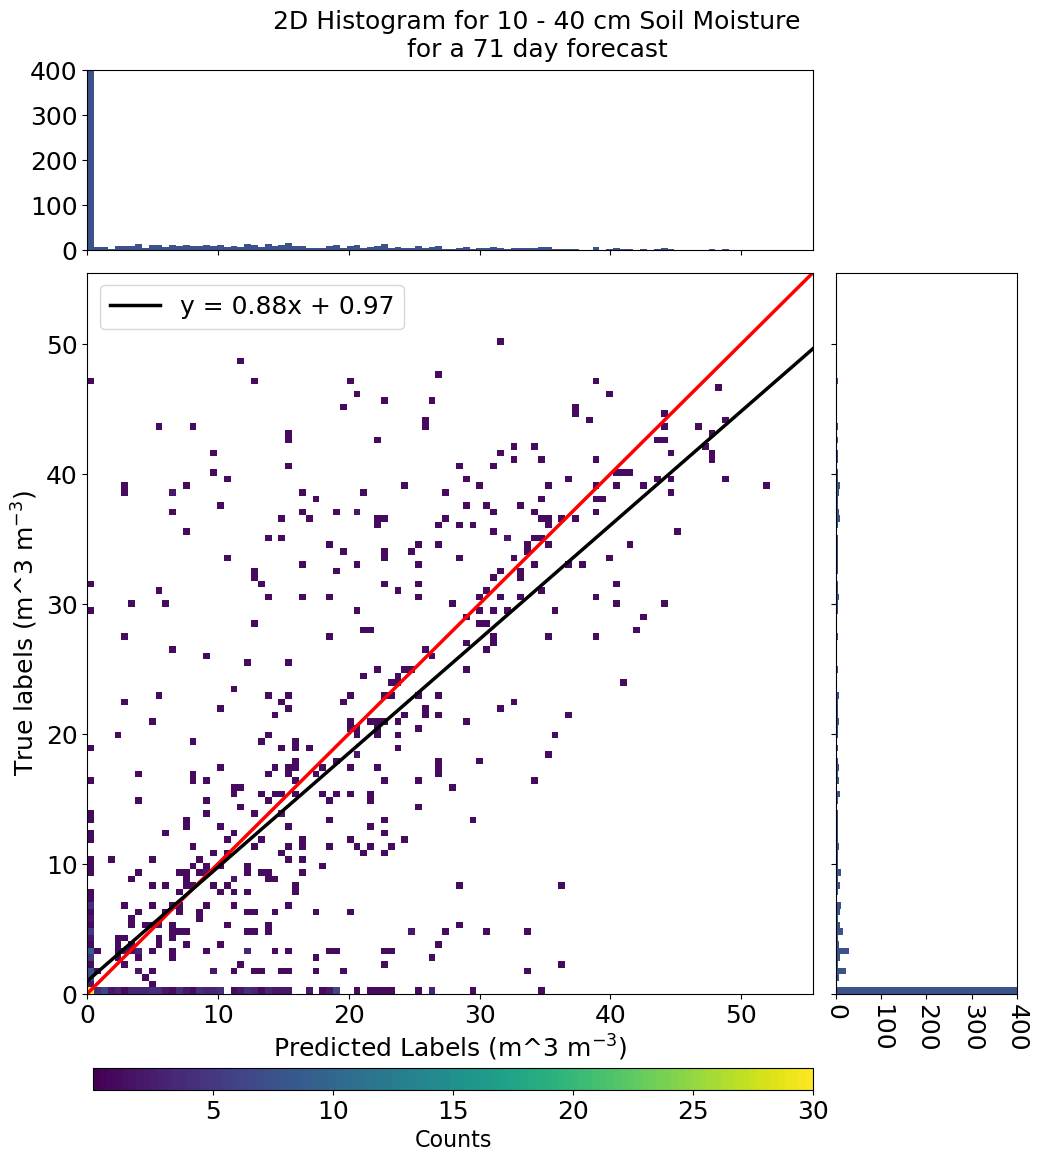 2D Histogram for 10 - 40 cm Soil Moisture
for a 71 day forecast
400
300
200
100
0
y = 0.88x + 0.97
50
40
30
20
10
0
True labels (m^3 m⁻³)
0 10 20 30 40 50
Predicted Labels (m^3 m⁻³)
0 100 200 300 400
5 10 15 20 25 30
Counts